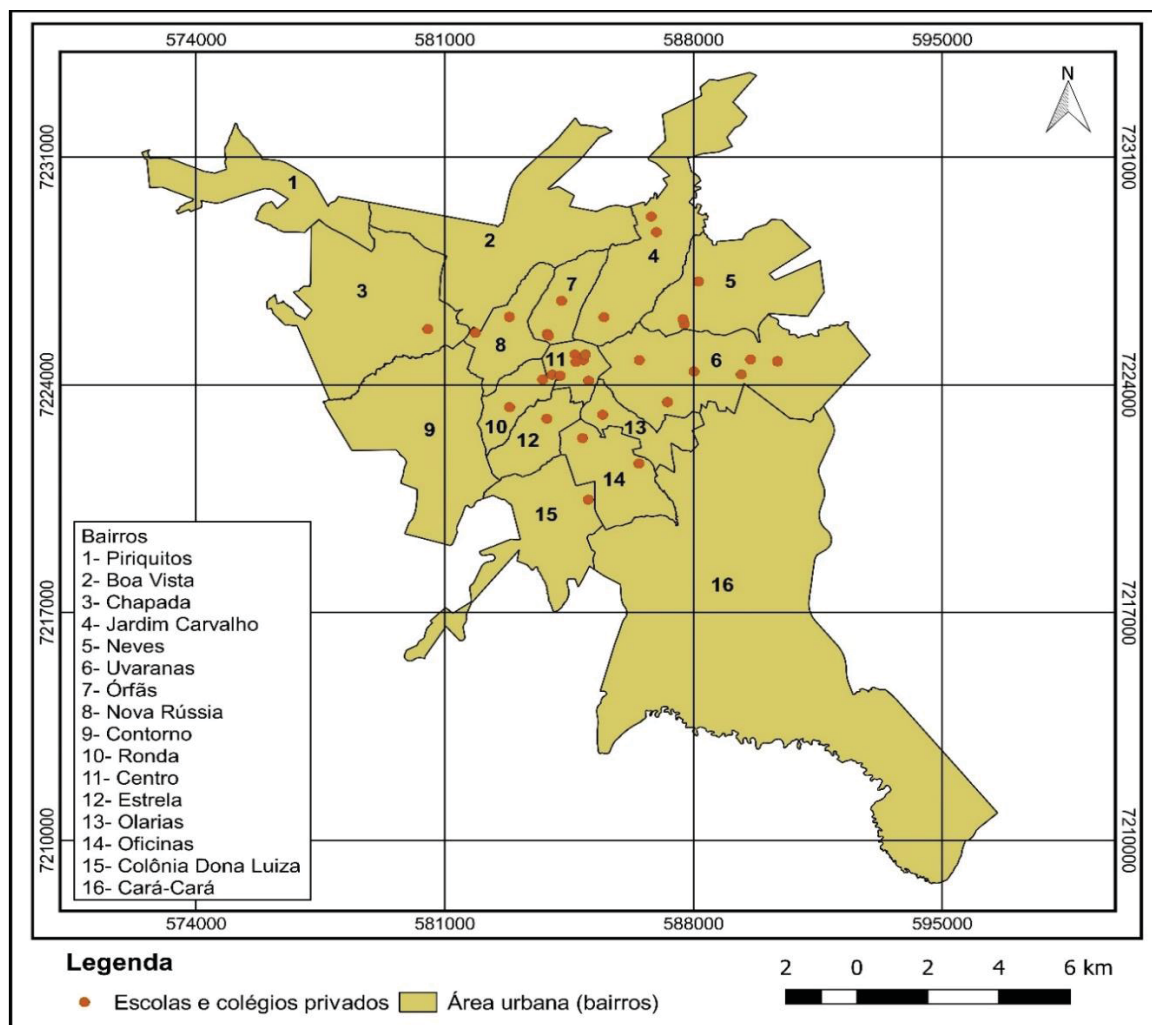 574000 581000 588000 595000
N
7231000 7231000
1
2
4
7
5
3
8
11
6
7224000 7224000
10
9
12
13
14
15
16
Bairros
1- Piriquitos
2- Boa Vista
3- Chapada
4- Jardim Carvalho
5- Neves
6- Uvaranas
7- Órfãs
8- Nova Rússia
9- Contorno
10- Ronda
11- Centro
12- Estrela
13- Olarias
14- Oficinas
15- Colônia Dona Luiza
16- Cará-Cará
7217000 7217000
7210000 7210000
574000 581000 588000 595000
Legenda
Escolas e colégios privados Área urbana (bairros)
2 0 2 4 6 km